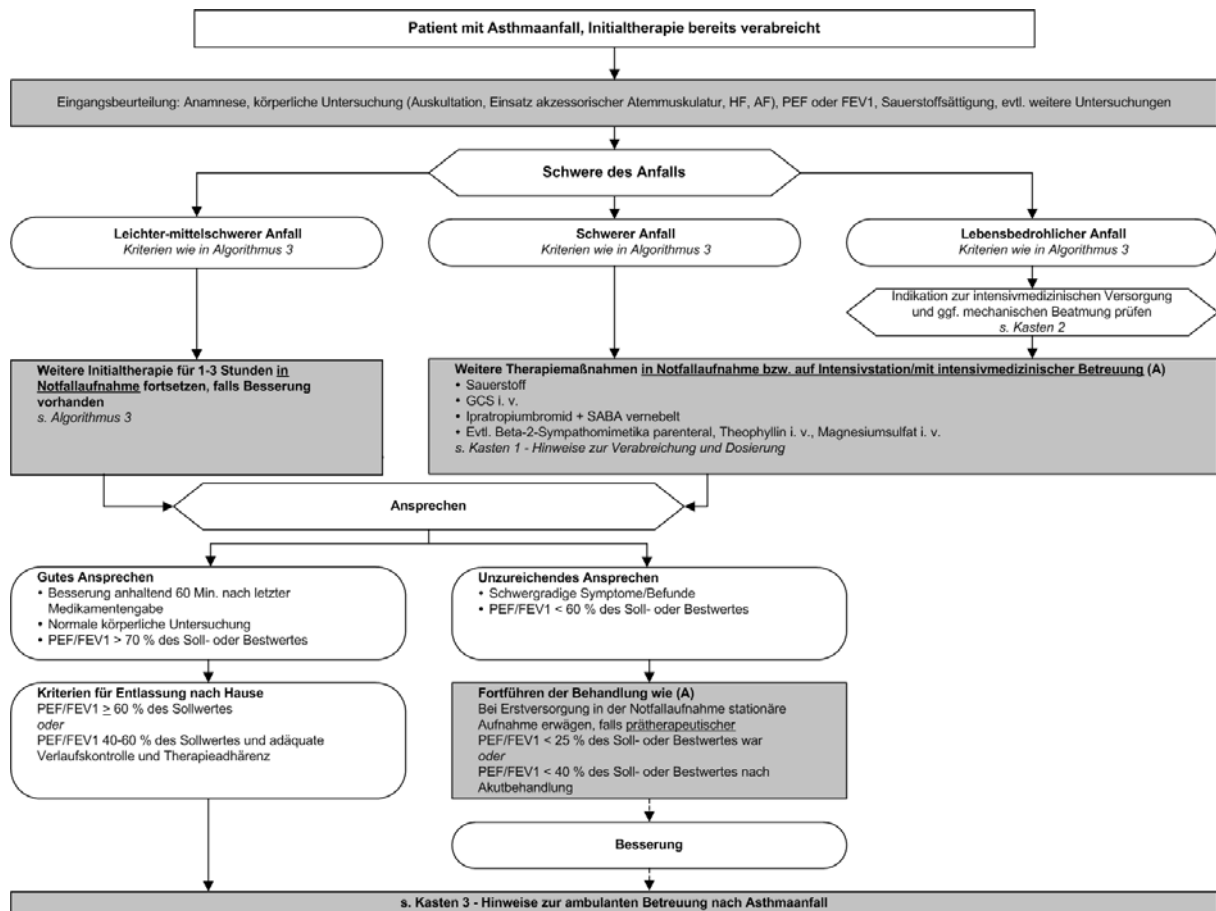 Patient mit Asthmaanfall, Initialtherapie bereits verabreicht
Eingangsbeurteilung: Anamnese, körperliche Untersuchung (Auskultation, Einsatz akzessorischer Atemmuskulatur, HF, AF), PEF oder FEV1, Sauerstoffsättigung, evtl. weitere Untersuchungen
Schwere des Anfalls
Leichter-mittelschwerer Anfall
Kriterien wie in Algorithmus 3
Schwerer Anfall
Kriterien wie in Algorithmus 3
Lebensbedrohlicher Anfall
Kriterien wie in Algorithmus 3
Indikation zur intensivmedizinischen Versorgung
und ggf. mechanischen Beatmung prüfen
s. Kasten 2
Weitere Initialtherapie für 1-3 Stunden in
Notfallaufnahme fortsetzen, falls Besserung
vorhanden
s. Algorithmus 3
Weitere Therapiemaßnahmen in Notfallaufnahme bzw. auf Intensivstation/mit intensivmedizinischer Betreuung (A)
• Sauerstoff
• GCS i. v.
• Ipratropiumbromid + SABA vernebelt
• Evtl. Beta-2-Sympathomimetika parenteral, Theophyllin i. v., Magnesiumsulfat i. v.
s. Kasten 1 - Hinweise zur Verabreichung und Dosierung
Ansprechen
Gutes Ansprechen
• Besserung anhaltend 60 Min. nach letzter
Medikamentengabe
• Normale körperliche Untersuchung
• PEF/FEV1 > 70 % des Soll- oder Bestwertes
Unzureichendes Ansprechen
• Schwergradige Symptome/Befunde
• PEF/FEV1 < 60 % des Soll- oder Bestwertes
Kriterien für Entlassung nach Hause
PEF/FEV1 ≥ 60 % des Sollwertes
oder
PEF/FEV1 40-60 % des Sollwertes und adäquate
Verlaufskontrolle und Therapieadhärenz
Fortführen der Behandlung wie (A)
Bei Erstversorgung in der Notfallaufnahme stationäre
Aufnahme erwägen, falls prätherapeutischer
PEF/FEV1 < 25 % des Soll- oder Bestwertes war
oder
PEF/FEV1 < 40 % des Soll- oder Bestwertes nach
Akutbehandlung
Besserung
s. Kasten 3 - Hinweise zur ambulanten Betreuung nach Asthmaanfall